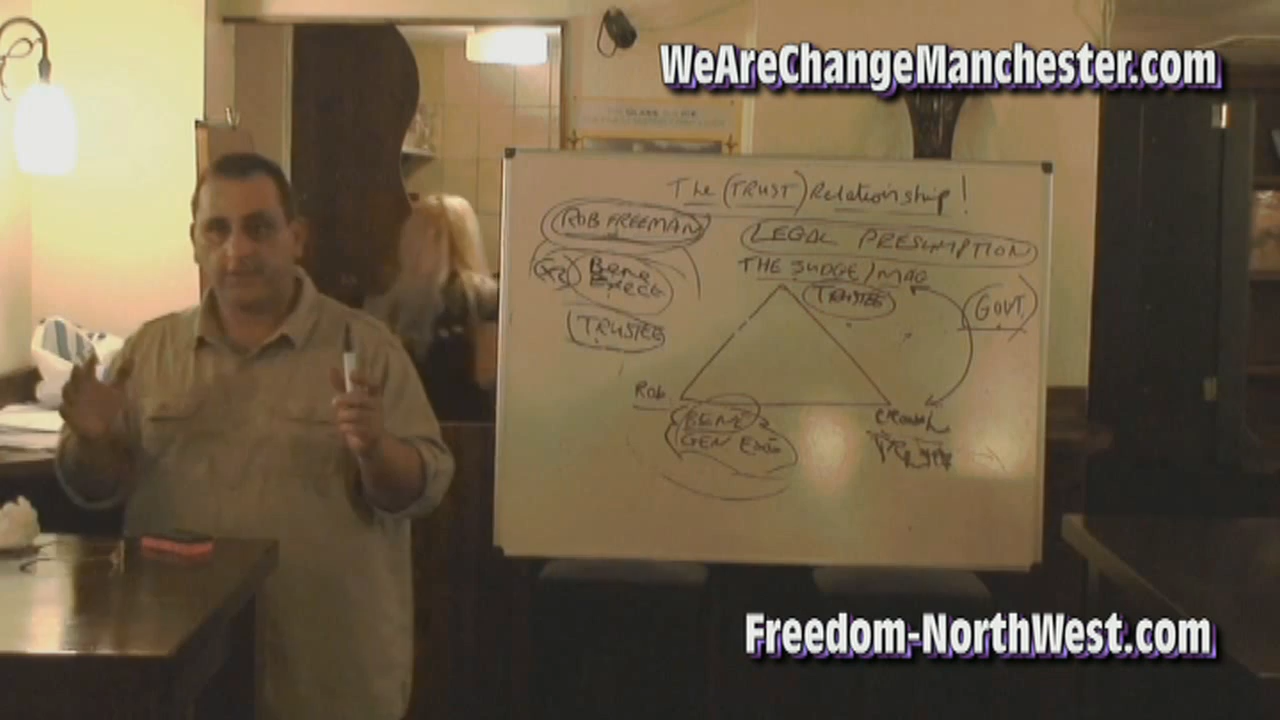 WeAreChangeManchester.com
The (TRUST) Relationship!
ROB FREEMAN
LEGAL PRESUMPTION
THE JUDGE/MAG
BENE
EXEC
TRUSTEE
TRUSTEE
GOVT
Rob
BENE
GEN EXE
Freedom-NorthWest.com